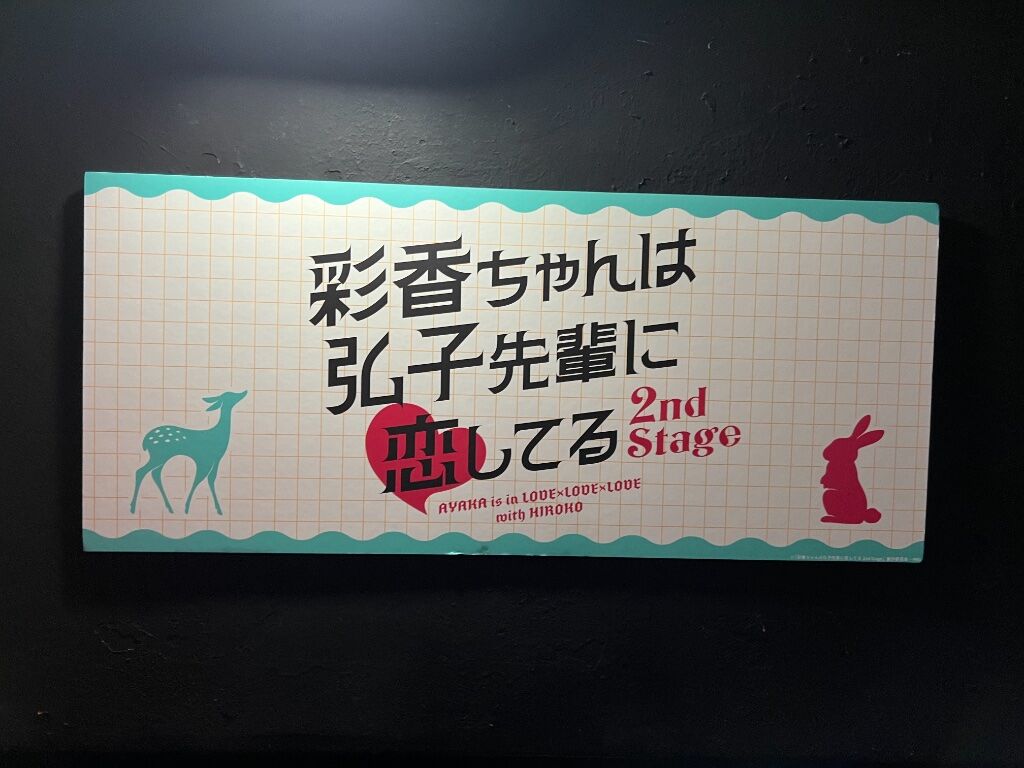 彩香ちゃんは
弘子先輩に
恋してる
2nd
Stage
AYAKA is in LOVE×LOVE×LOVE
with HIROKO